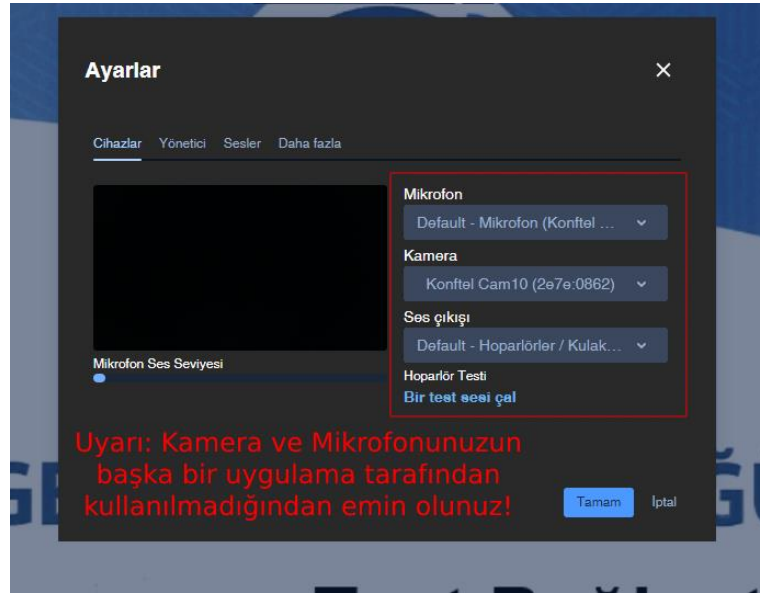 Ayarlar
Cihazlar Yönetici Sesler Daha fazla
Mikrofon
Default - Mikrofon (Konftel ...
Kamera
Konftel Cam10 (2e7e:0862)
Ses çıkışı
Default - Hoparlörler / Kulak...
Mikrofon Ses Seviyesi
Hoparlör Testi
Bir test sesi çal
Uyarı: Kamera ve Mikrofonunuzun
başka bir uygulama tarafından
kullanılmadığından emin olunuz!
Tamam İptal